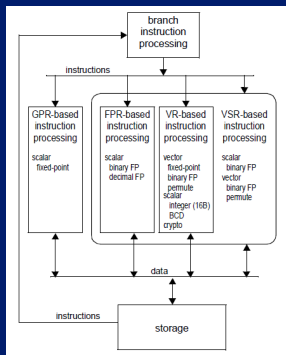 branch
instruction
processing
instructions
GPR-based
instruction
processing
scalar
fixed-point
FPR-based
instruction
processing
scalar
binary FP
decimal FP
VR-based
instruction
processing
vector
fixed-point
binary FP
permute
scalar
integer (16B)
BCD
crypto
VSR-based
instruction
processing
scalar
binary FP
vector
binary FP
permute
data
instructions
storage